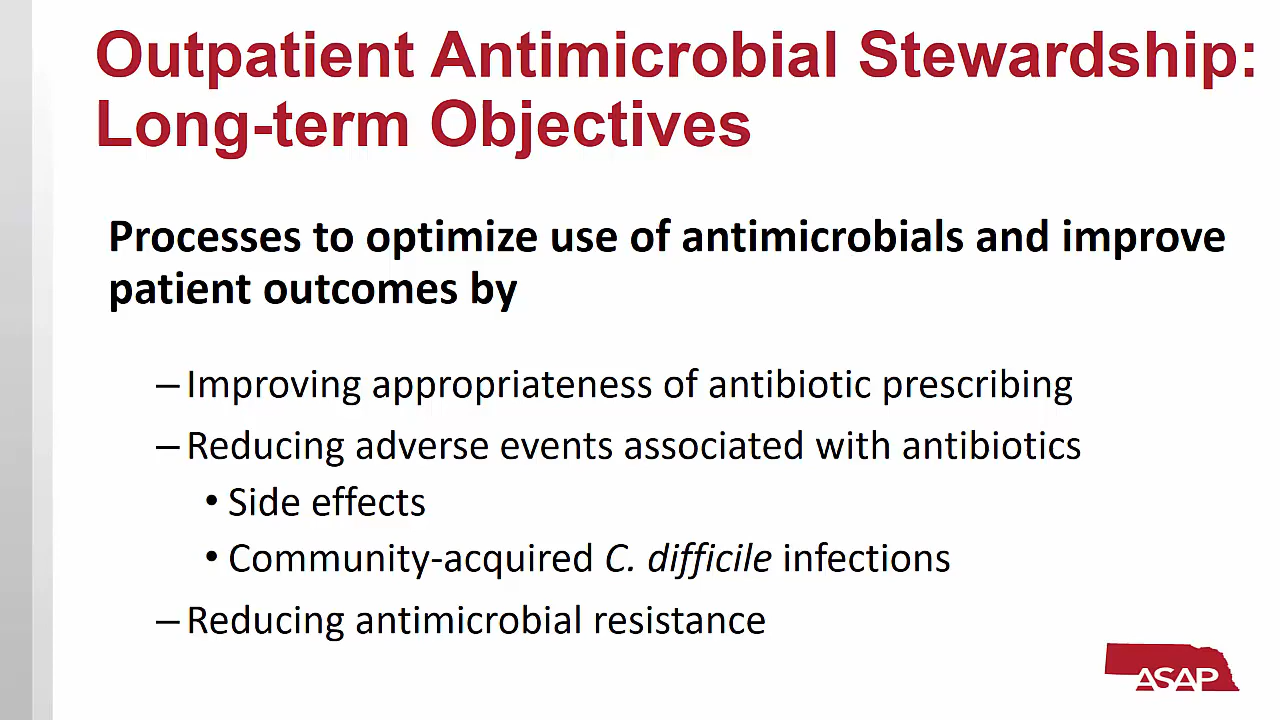 Outpatient Antimicrobial Stewardship:
Long-term Objectives
Processes to optimize use of antimicrobials and improve
patient outcomes by
– Improving appropriateness of antibiotic prescribing
– Reducing adverse events associated with antibiotics
• Side effects
• Community-acquired C. difficile infections
– Reducing antimicrobial resistance
ASAP